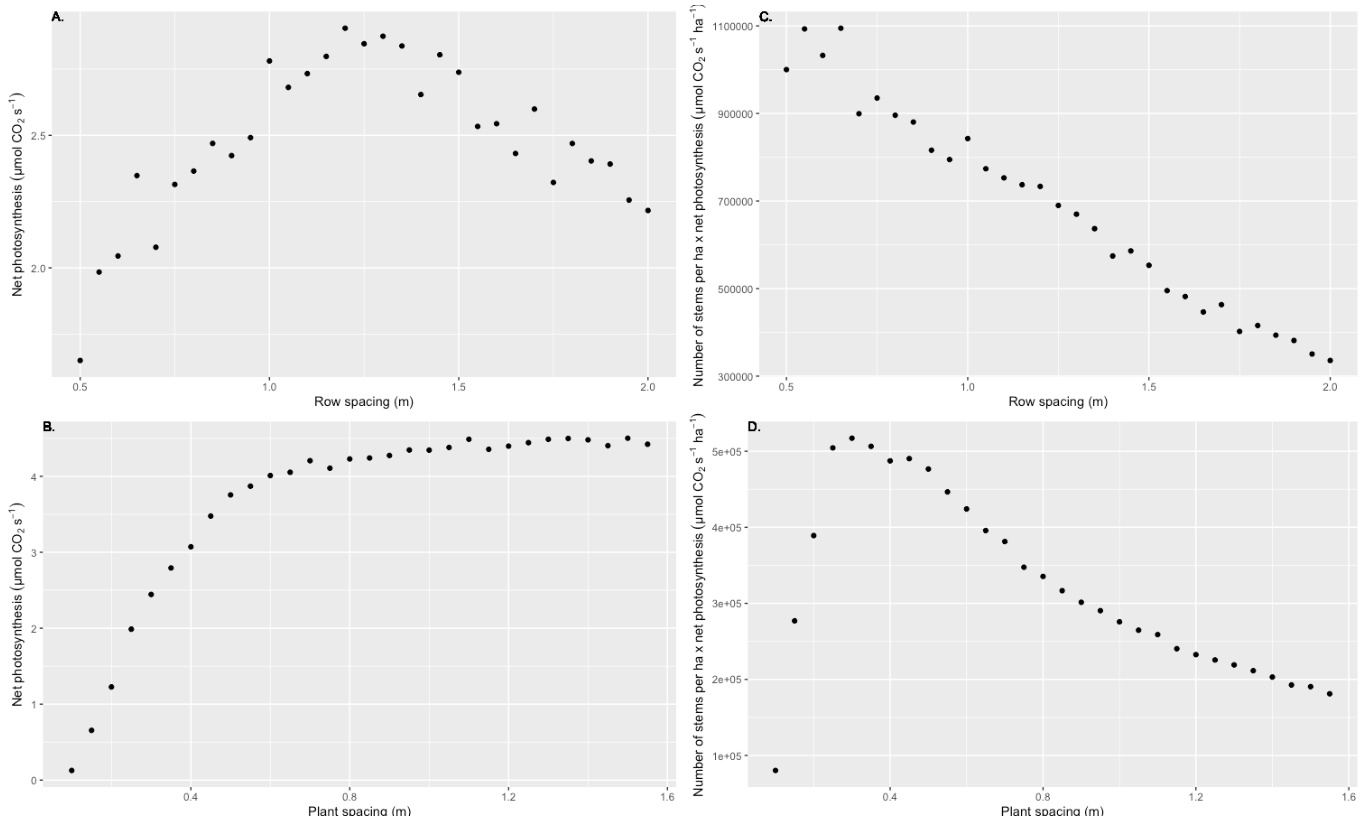 A.
Net photosynthesis (μmol CO₂ s⁻¹)
2.5
2.0
0.5 1.0 1.5 2.0
Row spacing (m)
C.
Number of stems per ha x net photosynthesis (μmol CO₂ s⁻¹ ha⁻¹)
1100000
900000
700000
500000
300000
0.5 1.0 1.5 2.0
Row spacing (m)
B.
Net photosynthesis (μmol CO₂ s⁻¹)
4
3
2
1
0
0.4 0.8 1.2 1.6
Plant spacing (m)
D.
Number of stems per ha x net photosynthesis (μmol CO₂ s⁻¹ ha⁻¹)
5e+05
4e+05
3e+05
2e+05
1e+05
0.4 0.8 1.2 1.6
Plant spacing (m)